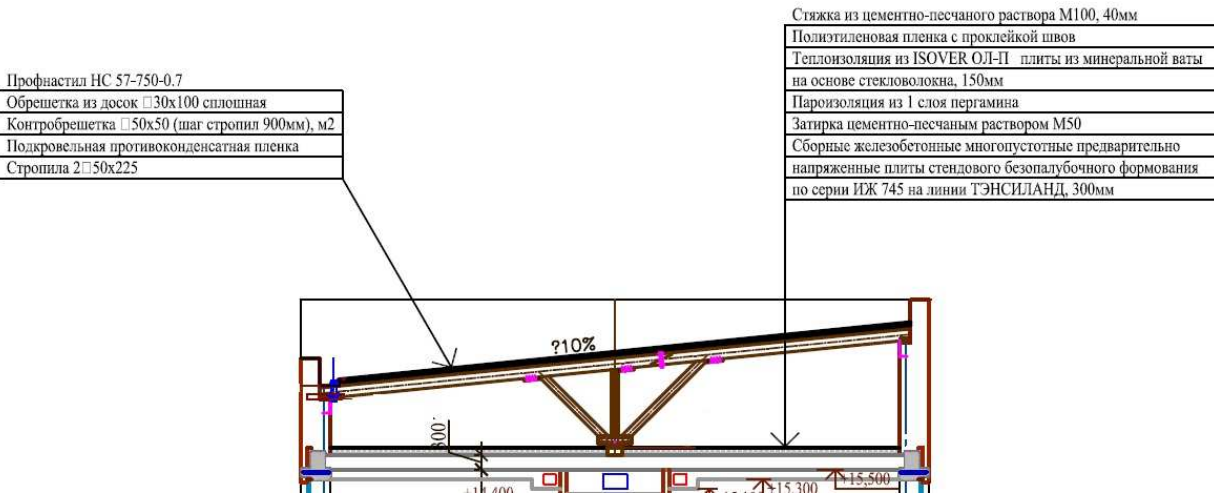 Стяжка из цементно-песчаного раствора М100, 40мм
Полиэтиленовая пленка с проклейкой швов
Теплоизоляция из ISOVER ОЛ-П плиты из минеральной ваты
на основе стекловолокна, 150мм
Пароизоляция из 1 слоя пергамина
Затирка цементно-песчаным раствором М50
Сборные железобетонные многопустотные предварительно
напряженные плиты стендового безопалубочного формования
по серии ИЖ 745 на линии ТЭНСИЛАНД, 300мм
Профнастил НС 57-750-0.7
Обрешетка из досок □30х100 сплошная
Контробрешетка □50х50 (шаг стропил 900мм), м2
Подкровельная противоконденсатная пленка
Стропила 2□50х225
?10%
300
+15,500
+15,300
+14,400